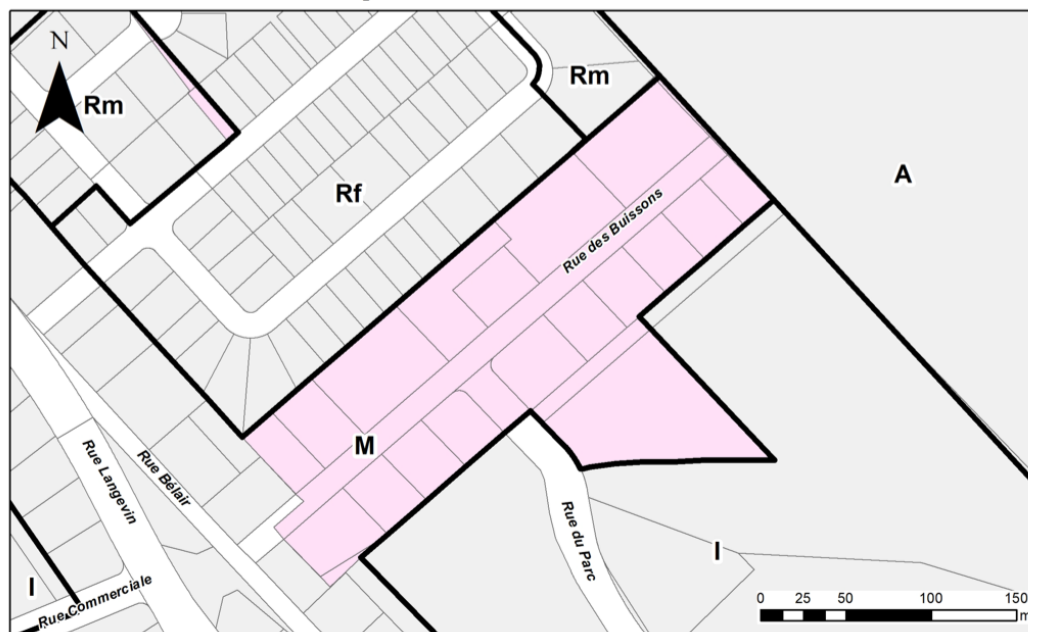 N
Rm
Rm
A
Rf
Rue des Buissons
M
Rue Langevin
Rue Bélair
Rue du Parc
I
I
Rue Commerciale
0 25 50 100 150
m